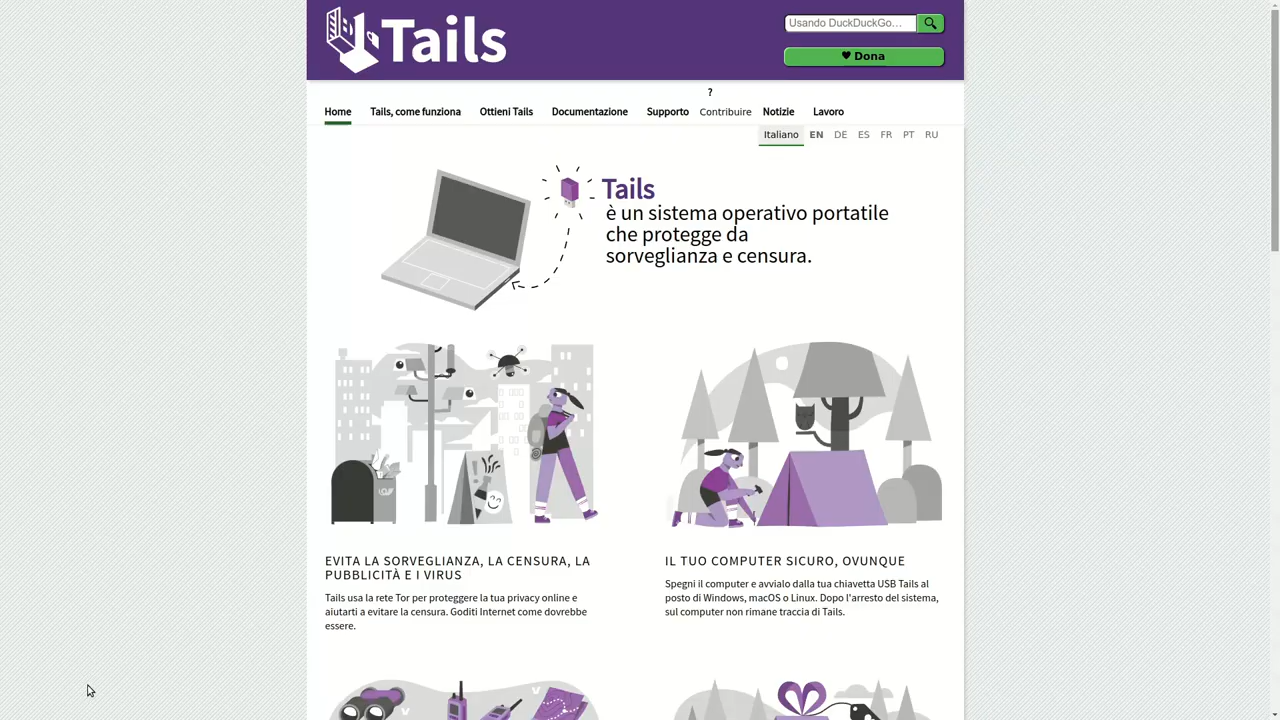 Tails
Usando DuckDuckGo...
♥ Dona
?
Home Tails, come funziona Ottieni Tails Documentazione Supporto Contribuire Notizie Lavoro
Italiano EN DE ES FR PT RU
Tails
è un sistema operativo portatile
che protegge da
sorveglianza e censura.
EVITA LA SORVEGLIANZA, LA CENSURA, LA
PUBBLICITÀ E I VIRUS
Tails usa la rete Tor per proteggere la tua privacy online e
aiutarti a evitare la censura. Goditi Internet come dovrebbe
essere.
IL TUO COMPUTER SICURO, OVUNQUE
Spegni il computer e avvialo dalla tua chiavetta USB Tails al
posto di Windows, macOS o Linux. Dopo l'arresto del sistema,
sul computer non rimane traccia di Tails.